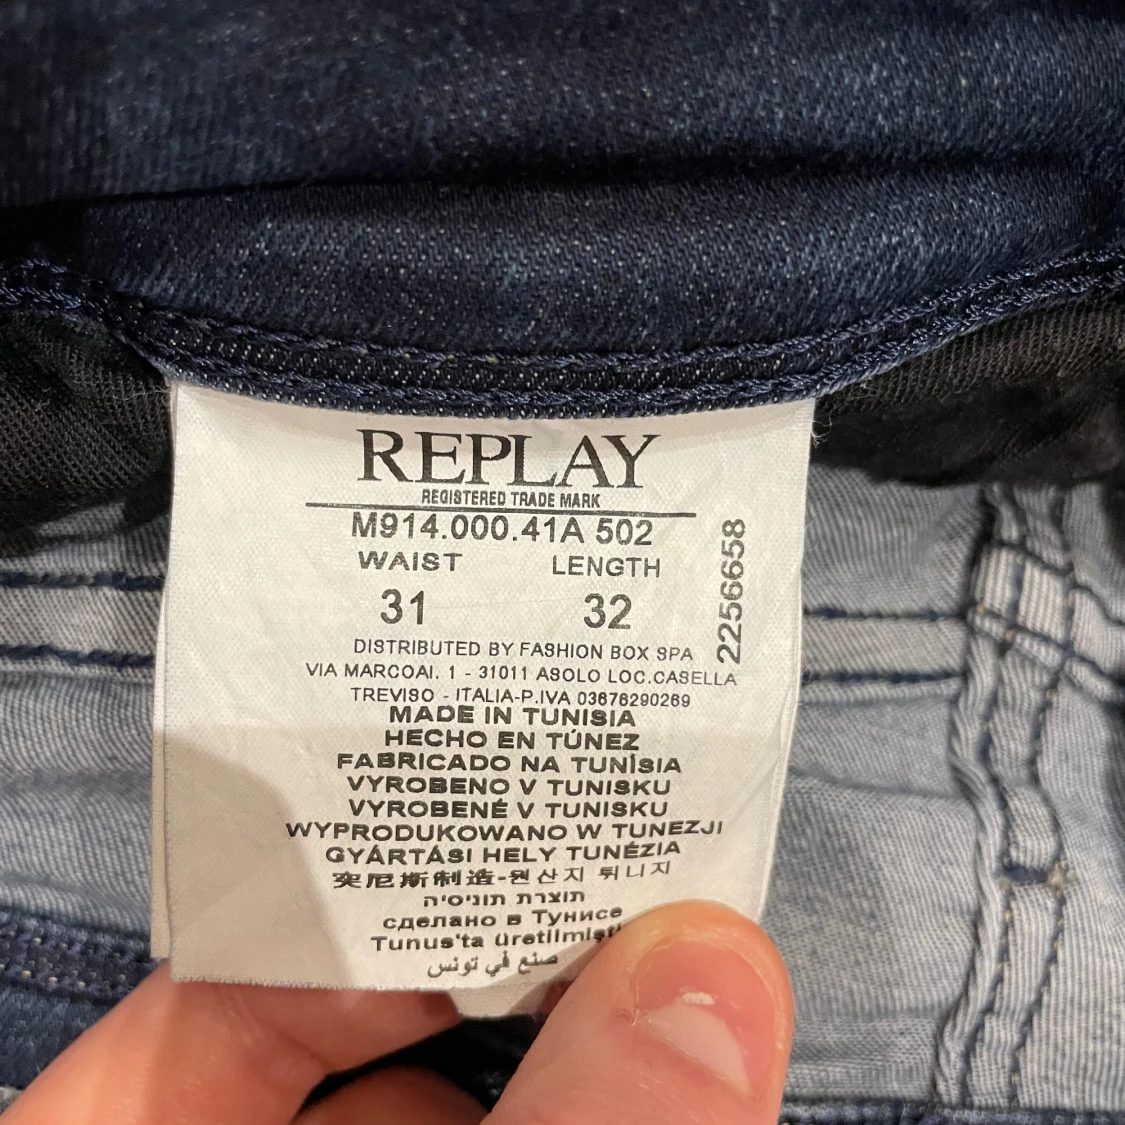 REPLAY
REGISTERED TRADE MARK
M914.000.41A 502
WAIST LENGTH
31 32
2256658
DISTRIBUTED BY FASHION BOX SPA
VIA MARCOAI. 1 - 31011 ASOLO LOC.CASELLA
TREVISO - ITALIA-P.IVA 03676290269
MADE IN TUNISIA
HECHO EN TÚNEZ
FABRICADO NA TUNÎSIA
VYROBENO V TUNISKU
VYROBENÉ V TUNISKU
WYPRODUKOWANO W TUNEZJI
GYÁRTÁSI HELY TUNÉZIA
突尼斯制造-원산지 튀니지
תוצרת תוניסיה
сделано в Тунисе
Tunus'ta üretilmişti
صنع في تونس